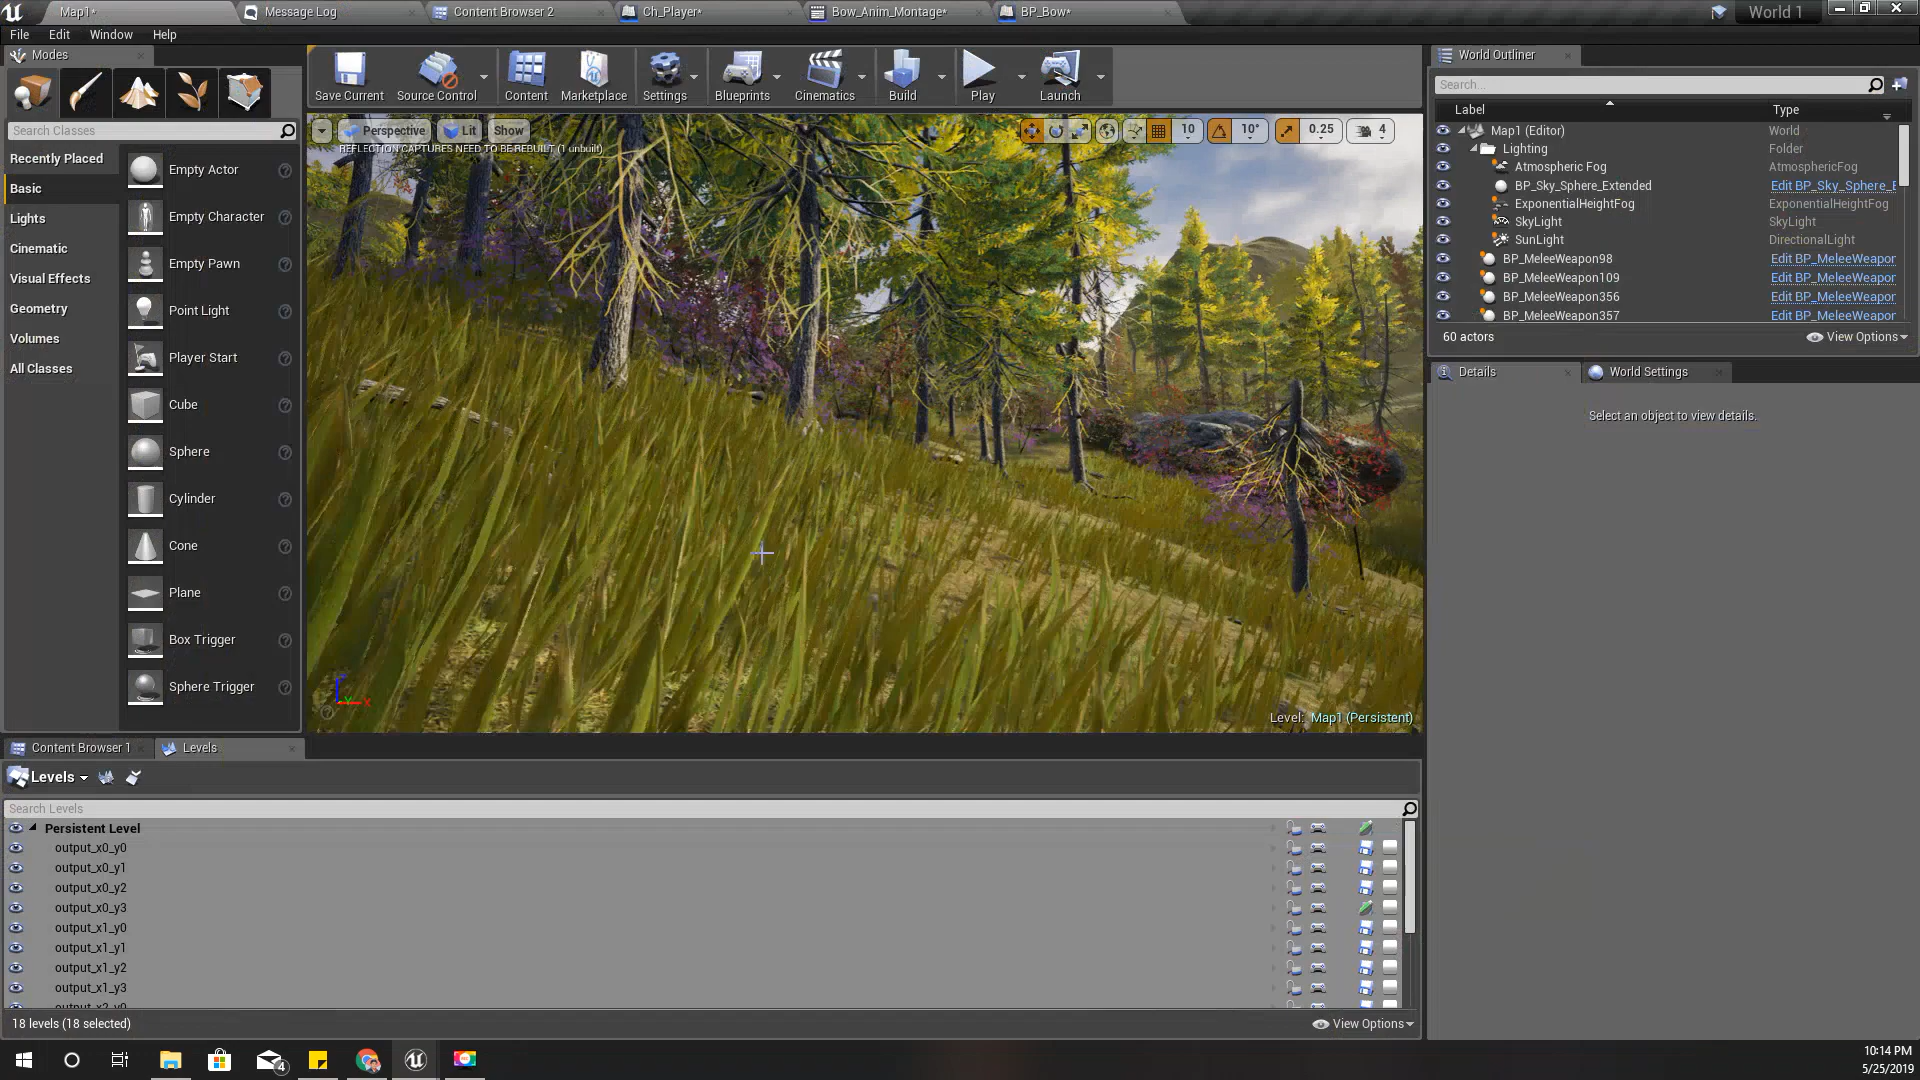 Map1*
Message Log
Content Browser 2
Ch_Player*
Bow_Anim_Montage*
BP_Bow*
World 1
File
Edit
Window
Help
Modes
Save Current
Source Control
Content
Marketplace
Settings
Blueprints
Cinematics
Build
Play
Launch
World Outliner
Search...
Label
Type
Search Classes
Perspective
Lit
Show
10
10°
0.25
4
REFLECTION CAPTURES NEED TO BE REBUILT (1 unbuilt)
Map1 (Editor)
World
Lighting
Folder
Atmospheric Fog
AtmosphericFog
BP_Sky_Sphere_Extended
Edit BP_Sky_Sphere_E
ExponentialHeightFog
ExponentialHeightFog
SkyLight
SkyLight
SunLight
DirectionalLight
BP_MeleeWeapon98
Edit BP_MeleeWeapon
BP_MeleeWeapon109
Edit BP_MeleeWeapon
BP_MeleeWeapon356
Edit BP_MeleeWeapon
BP_MeleeWeapon357
Edit BP_MeleeWeapon
60 actors
View Options
Details
World Settings
Select an object to view details.
Recently Placed
Basic
Lights
Cinematic
Visual Effects
Geometry
Volumes
All Classes
Empty Actor
Empty Character
Empty Pawn
Point Light
Player Start
Cube
Sphere
Cylinder
Cone
Plane
Box Trigger
Sphere Trigger
Level: Map1 (Persistent)
Content Browser 1
Levels
Levels
Search Levels
Persistent Level
output_x0_y0
output_x0_y1
output_x0_y2
output_x0_y3
output_x1_y0
output_x1_y1
output_x1_y2
output_x1_y3
output_x2_y0
18 levels (18 selected)
View Options
4
10:14 PM
5/25/2019